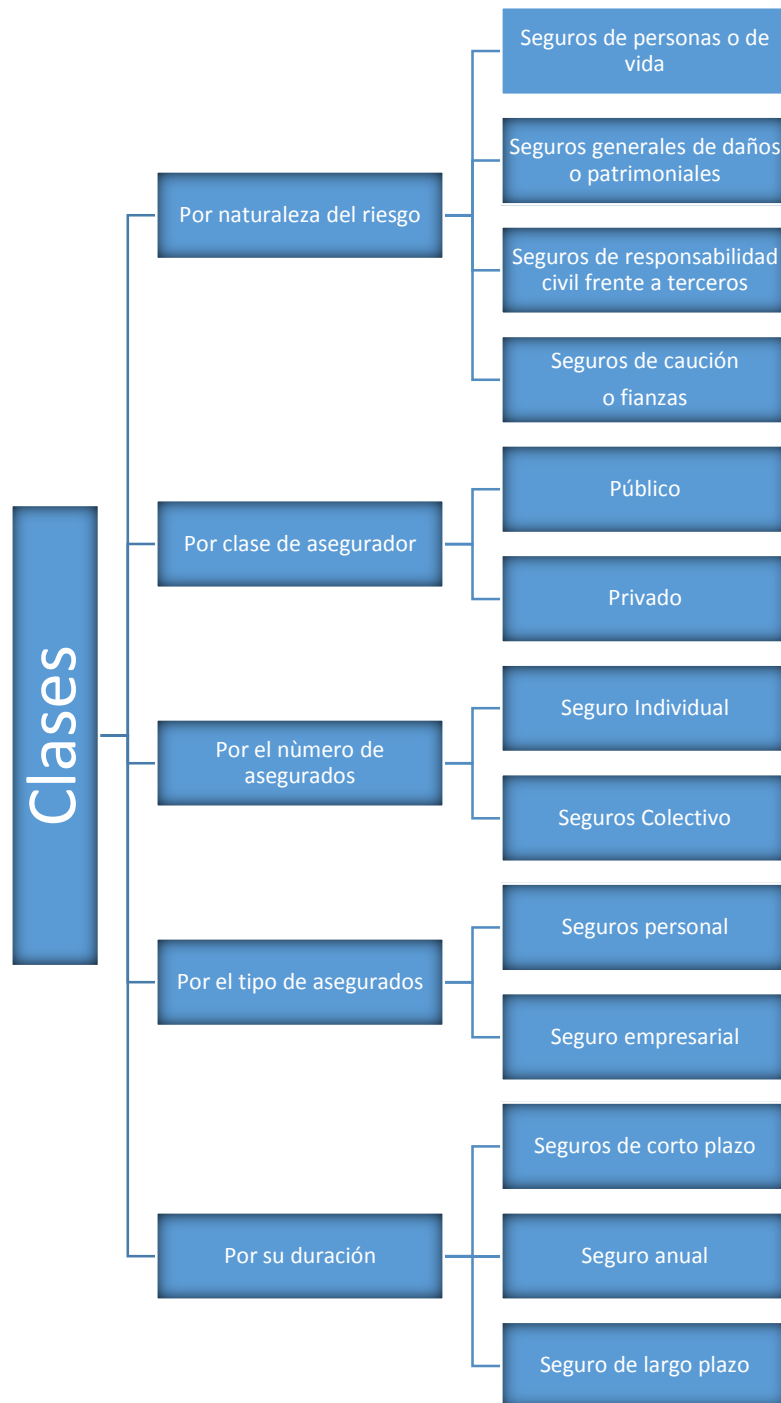 Clases
Por naturaleza del riesgo
Seguros de personas o de
vida
Seguros generales de daños
o patrimoniales
Seguros de responsabilidad
civil frente a terceros
Seguros de caución
o fianzas
Por clase de asegurador
Público
Privado
Por el nùmero de
asegurados
Seguro Individual
Seguros Colectivo
Por el tipo de asegurados
Seguros personal
Seguro empresarial
Por su duración
Seguros de corto plazo
Seguro anual
Seguro de largo plazo